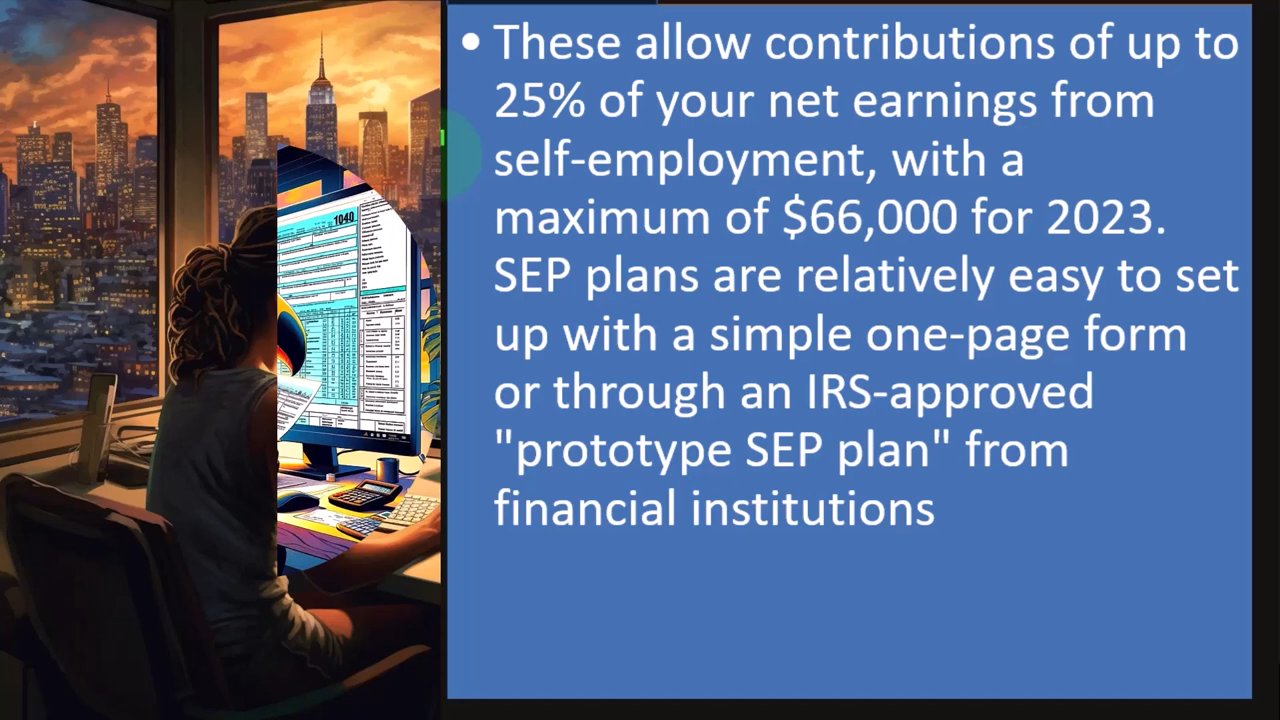 • These allow contributions of up to
25% of your net earnings from
self-employment, with a
maximum of $66,000 for 2023.
SEP plans are relatively easy to set
up with a simple one-page form
or through an IRS-approved
"prototype SEP plan" from
financial institutions
1040